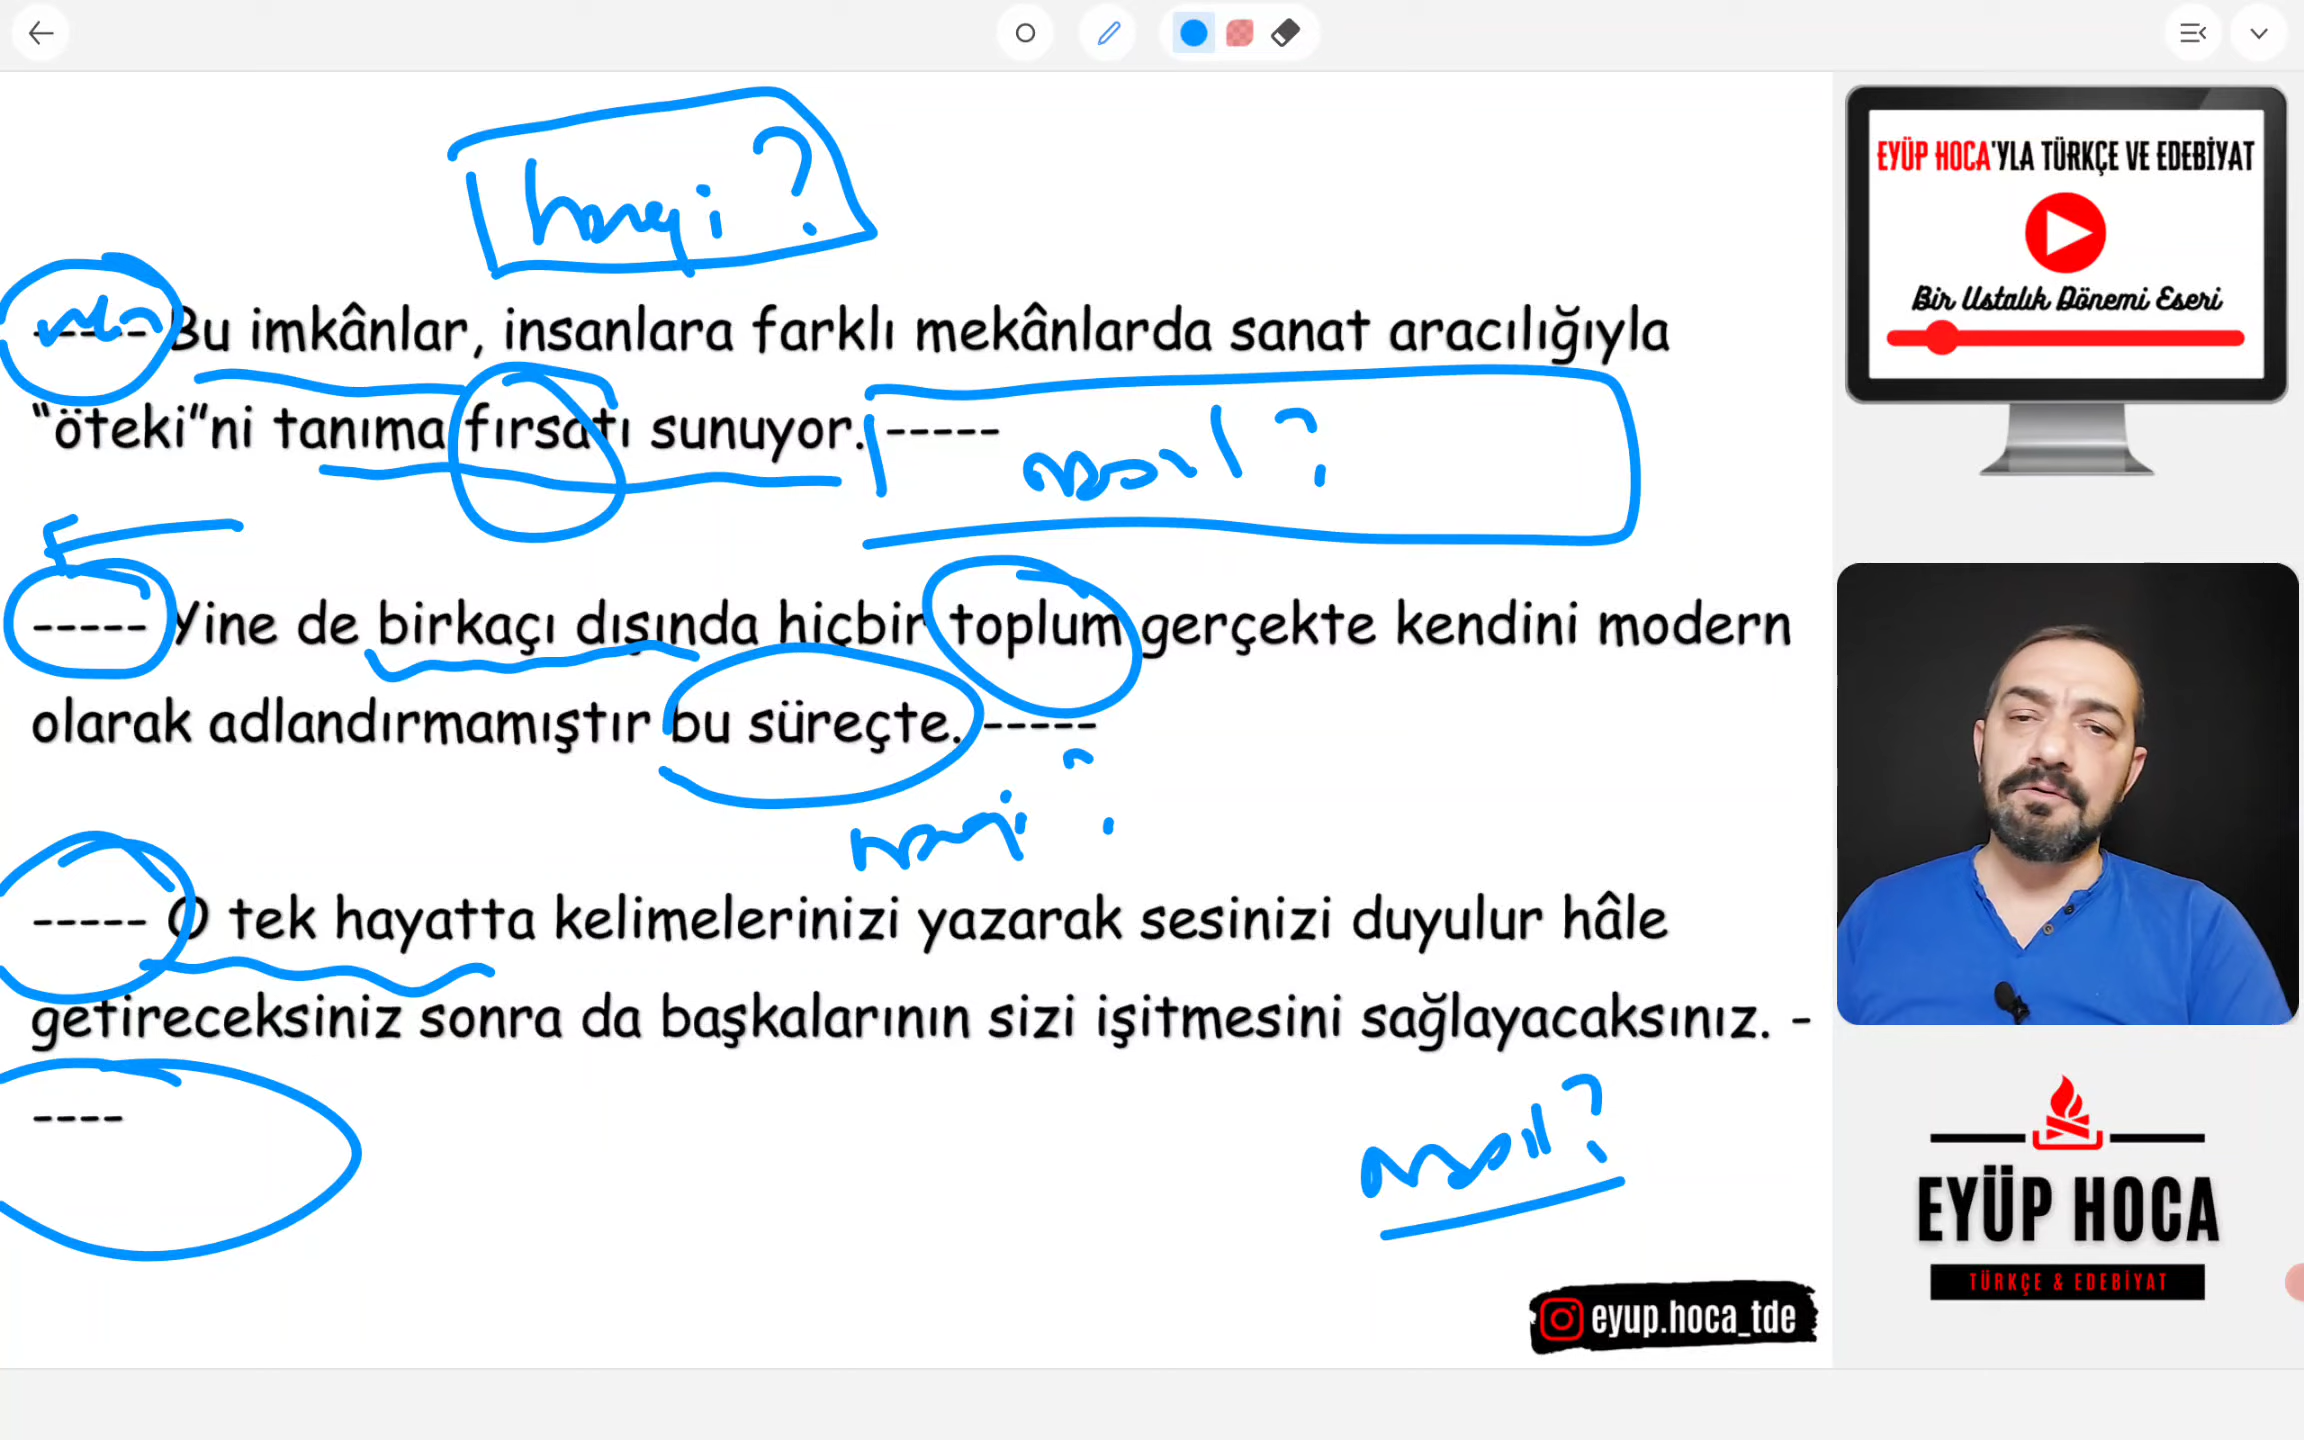 hangi ?
----- Bu imkânlar, insanlara farklı mekânlarda sanat aracılığıyla
“öteki”ni tanıma fırsatı sunuyor. -----
nasıl ?
----- Yine de birkaçı dışında hiçbir toplum gerçekte kendini modern
olarak adlandırmamıştır bu süreçte. -----
hangi ?
----- O tek hayatta kelimelerinizi yazarak sesinizi duyulur hâle
getireceksiniz sonra da başkalarının sizi işitmesini sağlayacaksınız. -
----
nasıl ?
EYÜP HOCA'YLA TÜRKÇE VE EDEBİYAT
Bir Ustalık Dönemi Eseri
EYÜP HOCA
TÜRKÇE & EDEBİYAT
eyup.hoca_tde